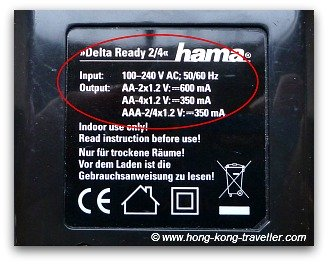 »Delta Ready 2/4« hama®
Input: 100–240 V AC; 50/60 Hz
Output: AA-2x1.2 V⎓600 mA
AA-4x1.2 V⎓350 mA
AAA-2/4x1.2 V⎓350 mA
Indoor use only!
Read instruction before use!
Nur für trockene Räume!
Vor dem Laden ist die
Gebrauchsanweisung zu lesen!
CE
© www.hong-kong-traveller.com